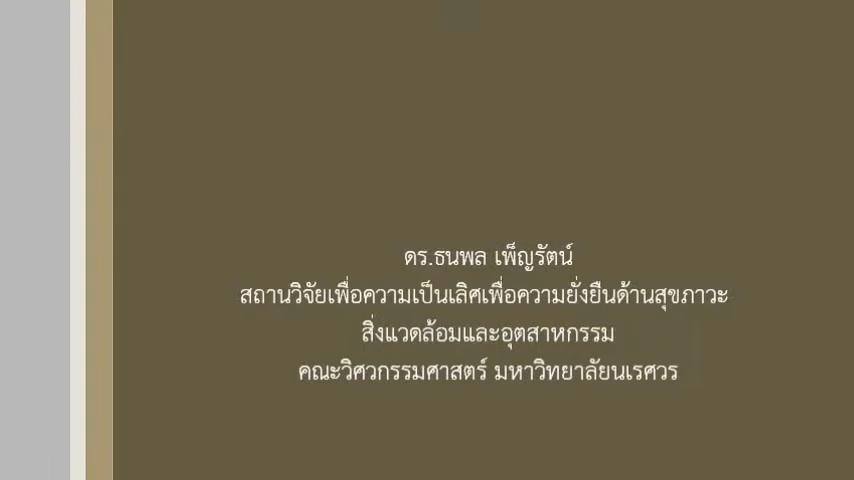 ดร.ธนพล เพ็ญรัตน์
สถานวิจัยเพื่อความเป็นเลิศเพื่อความยั่งยืนด้านสุขภาวะ
สิ่งแวดล้อมและอุตสาหกรรม
คณะวิศวกรรมศาสตร์ มหาวิทยาลัยนเรศวร